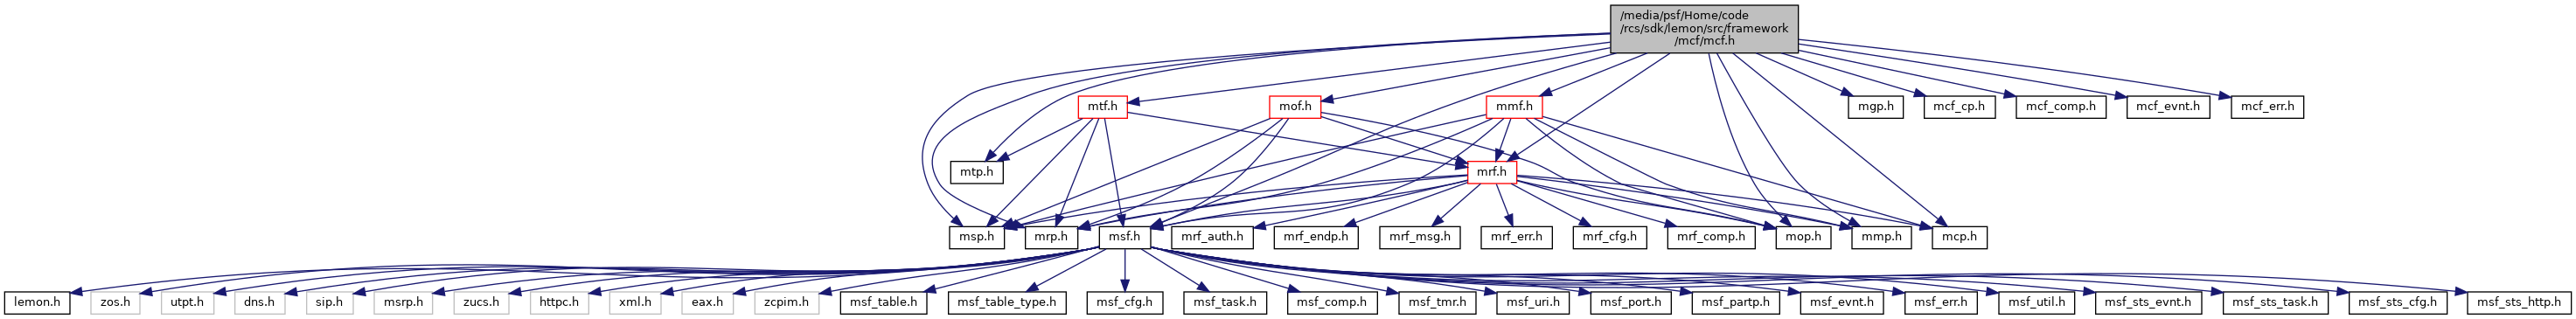 /media/psf/Home/code
/rcs/sdk/lemon/src/framework
/mcf/mcf.h
mtf.h
mof.h
mmf.h
mgp.h
mcf_cp.h
mcf_comp.h
mcf_evnt.h
mcf_err.h
mtp.h
mrf.h
msp.h
mrp.h
msf.h
mrf_auth.h
mrf_endp.h
mrf_msg.h
mrf_err.h
mrf_cfg.h
mrf_comp.h
mop.h
mmp.h
mcp.h
lemon.h
zos.h
utpt.h
dns.h
sip.h
msrp.h
zucs.h
httpc.h
xml.h
eax.h
zcpim.h
msf_table.h
msf_table_type.h
msf_cfg.h
msf_task.h
msf_comp.h
msf_tmr.h
msf_uri.h
msf_port.h
msf_partp.h
msf_evnt.h
msf_err.h
msf_util.h
msf_sts_evnt.h
msf_sts_task.h
msf_sts_cfg.h
msf_sts_http.h